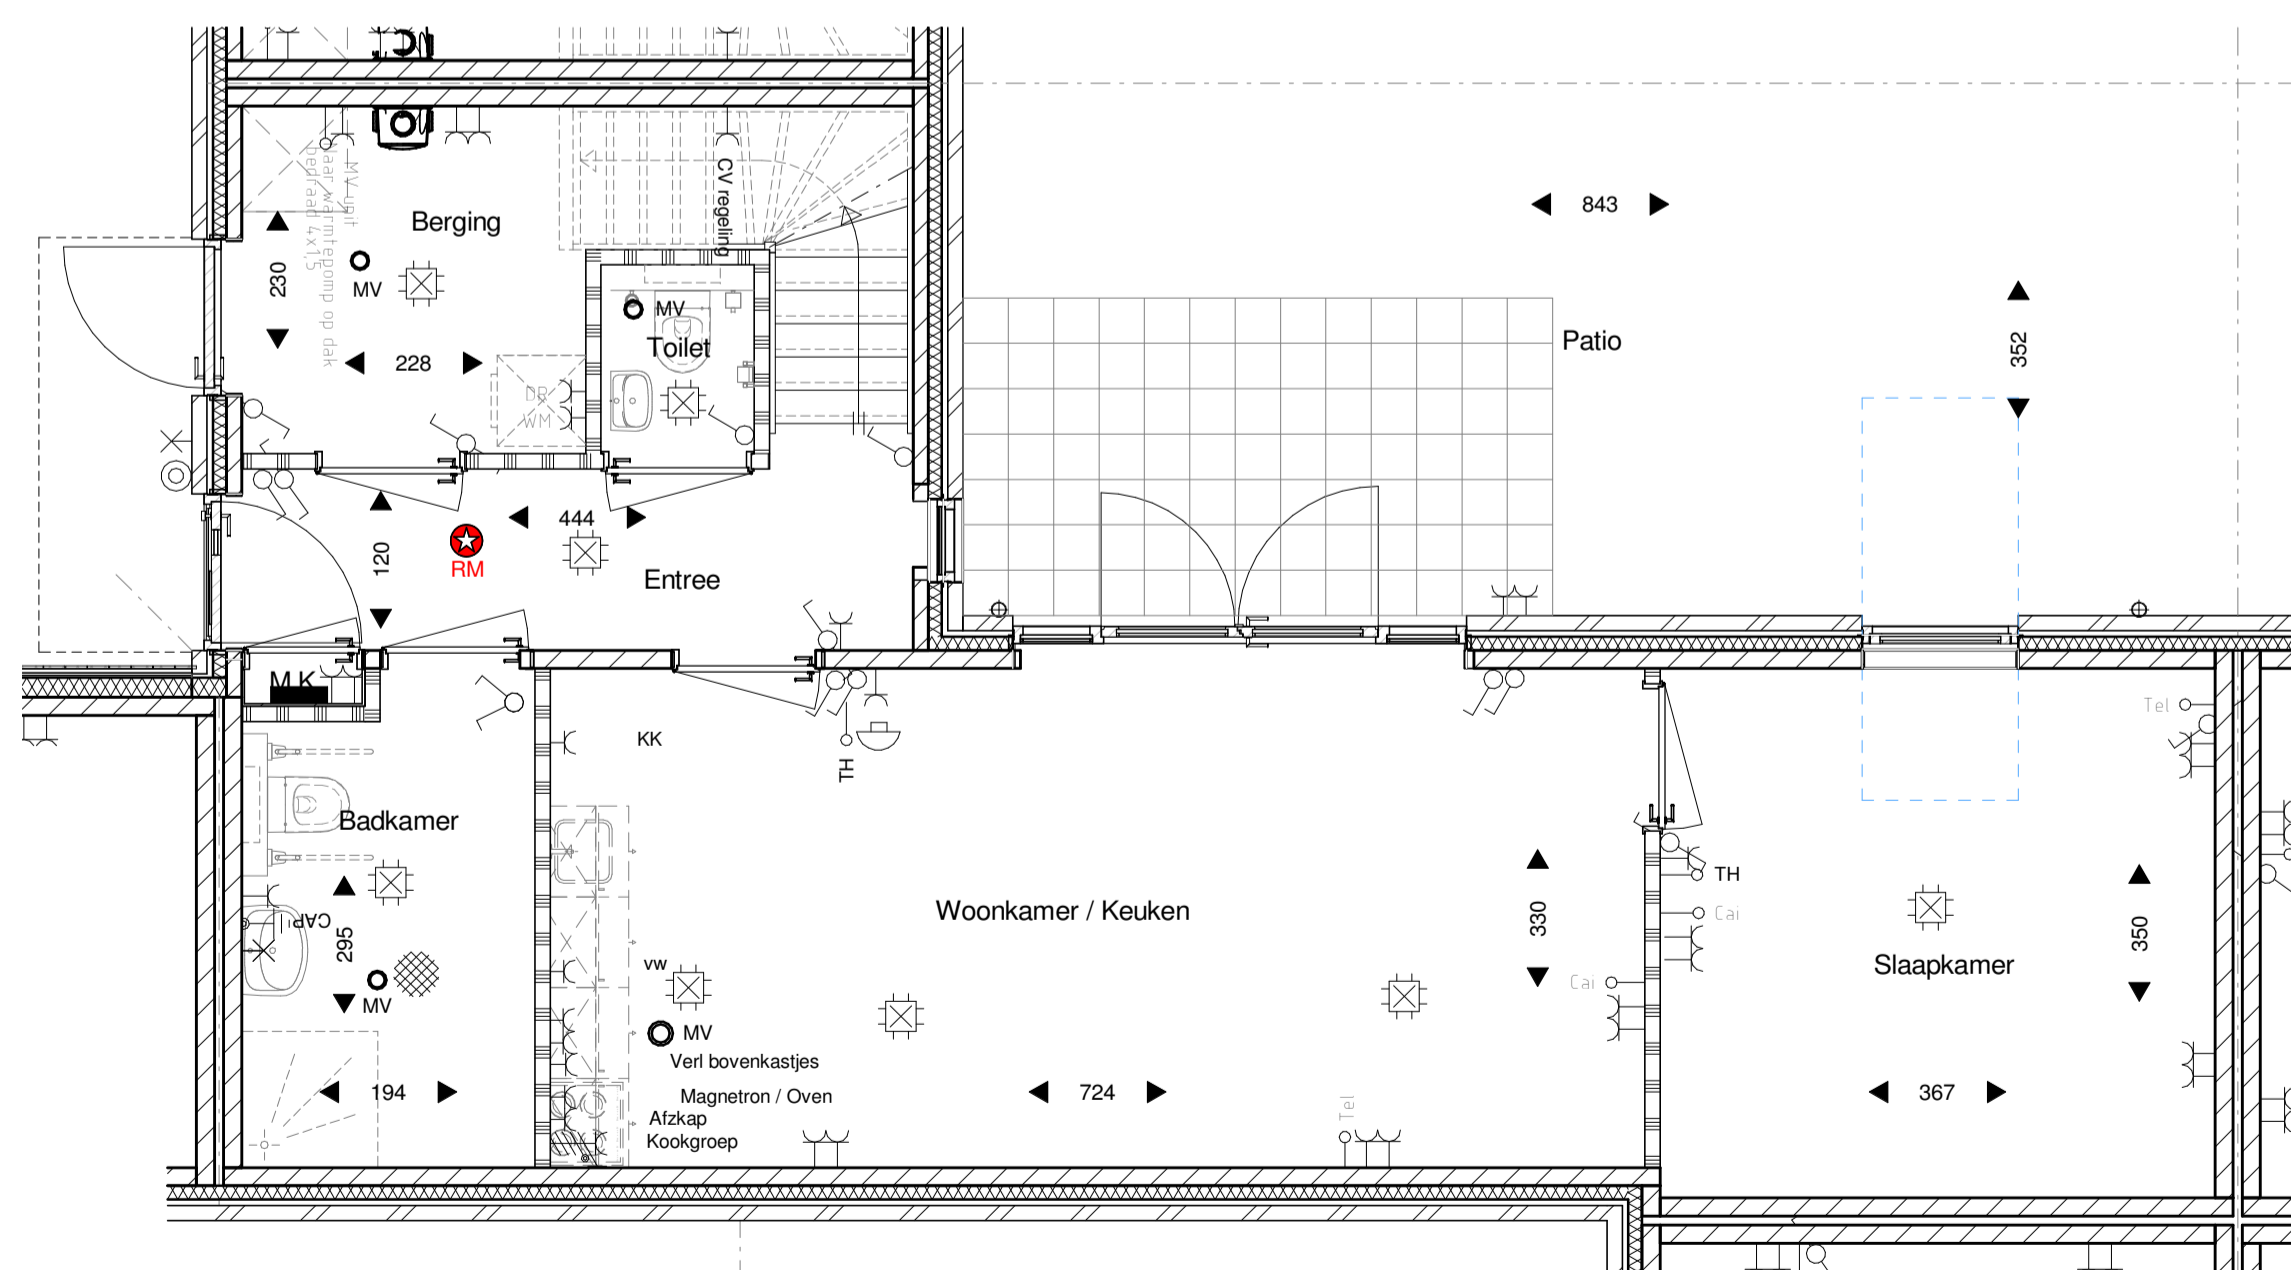 CV regeling
MV-unit
Naar warmtepomp op dak
bedraad 4x1,5
Berging
230
MV
228
DR
WM
MV
Toilet
843
352
Patio
444
120
RM
Entree
M.K
KK
TH
Tel
Badkamer
CAPi
295
MV
194
Woonkamer / Keuken
330
vw
MV
Verl bovenkastjes
Magnetron / Oven
Afzkap
Kookgroep
724
Tel
Cai
TH
Cai
Slaapkamer
350
367